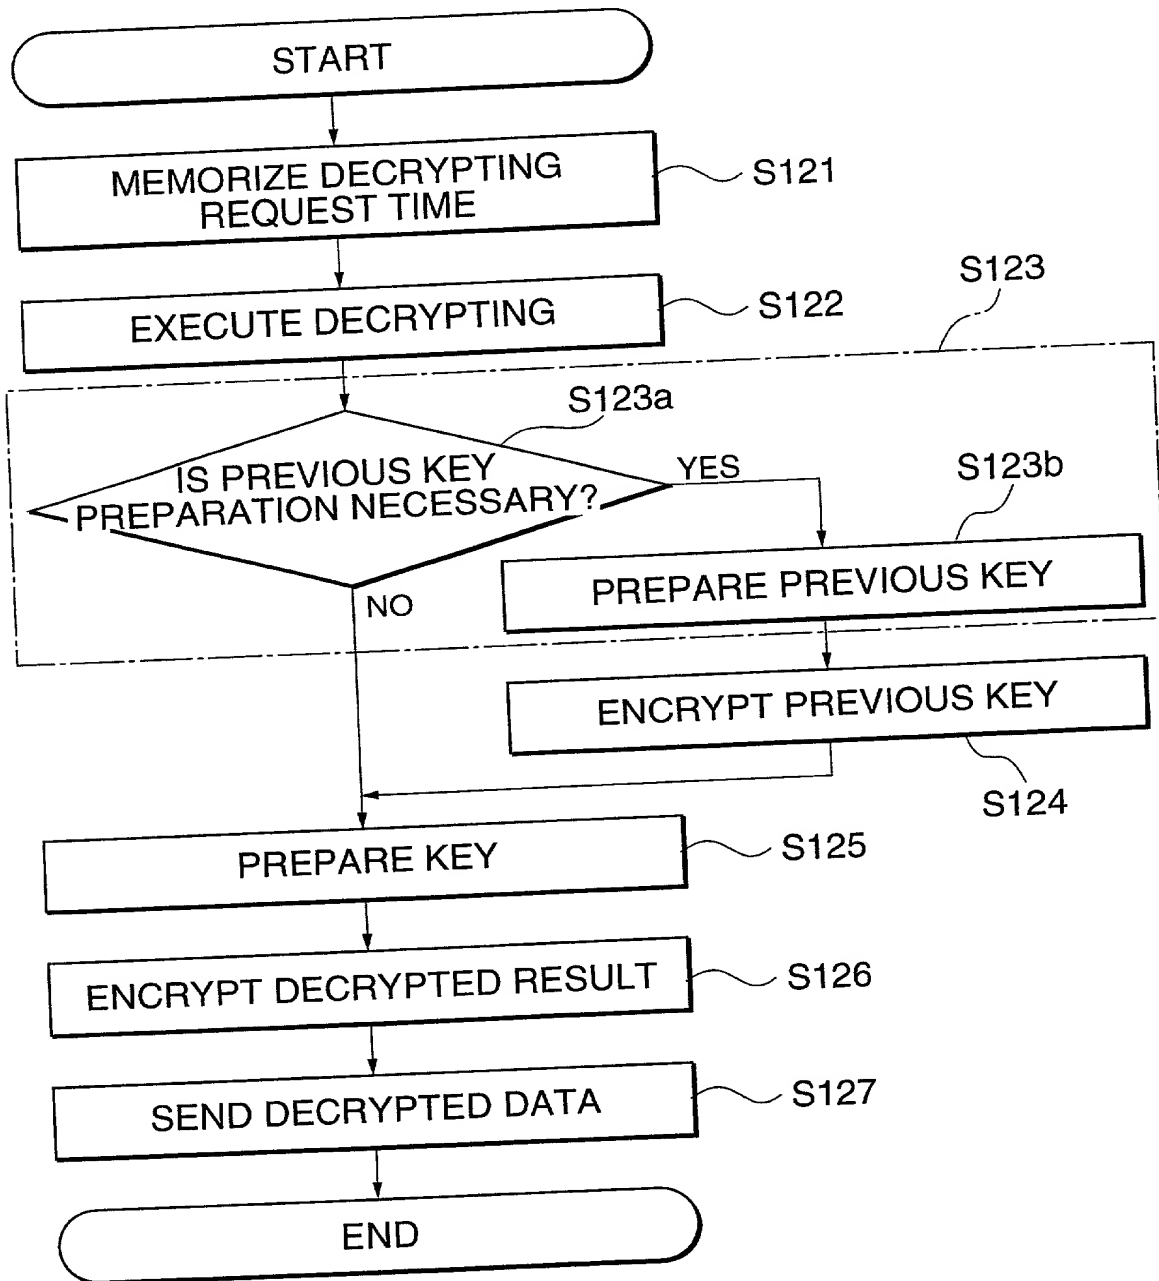 START
MEMORIZE DECRYPTING
REQUEST TIME
S121
EXECUTE DECRYPTING
S122
S123
S123a
IS PREVIOUS KEY
PREPARATION NECESSARY?
YES
S123b
PREPARE PREVIOUS KEY
NO
ENCRYPT PREVIOUS KEY
S124
PREPARE KEY
S125
ENCRYPT DECRYPTED RESULT
S126
SEND DECRYPTED DATA
S127
END